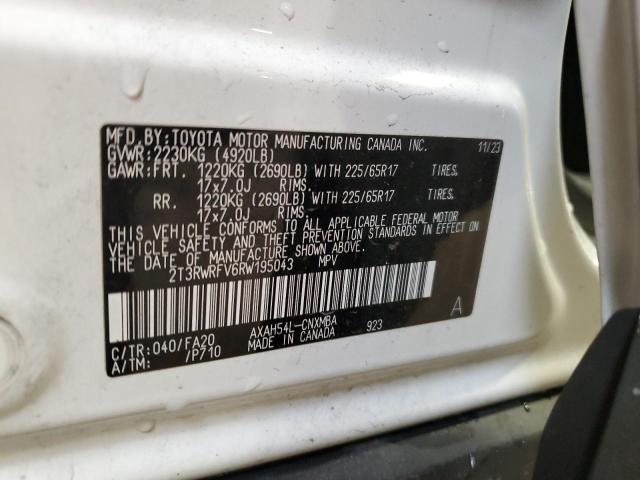 MFD.BY:TOYOTA MOTOR MANUFACTURING CANADA INC. 11/23
GVWR:2230KG (4920LB)
GAWR:FRT. 1220KG (2690LB) WITH 225/65R17 TIRES.
17x7.0J RIMS.
RR. 1220KG (2690LB) WITH 225/65R17 TIRES.
17x7.0J RIMS.
THIS VEHICLE CONFORMS TO ALL APPLICABLE FEDERAL MOTOR
VEHICLE SAFETY AND THEFT PREVENTION STANDARDS IN EFFECT ON
THE DATE OF MANUFACTURE SHOWN ABOVE.
2T3RWRFV6RW195043 MPV
A
C/TR:040/FA20 AXAH54L-CNXMBA
A/TM: /P710 MADE IN CANADA 923